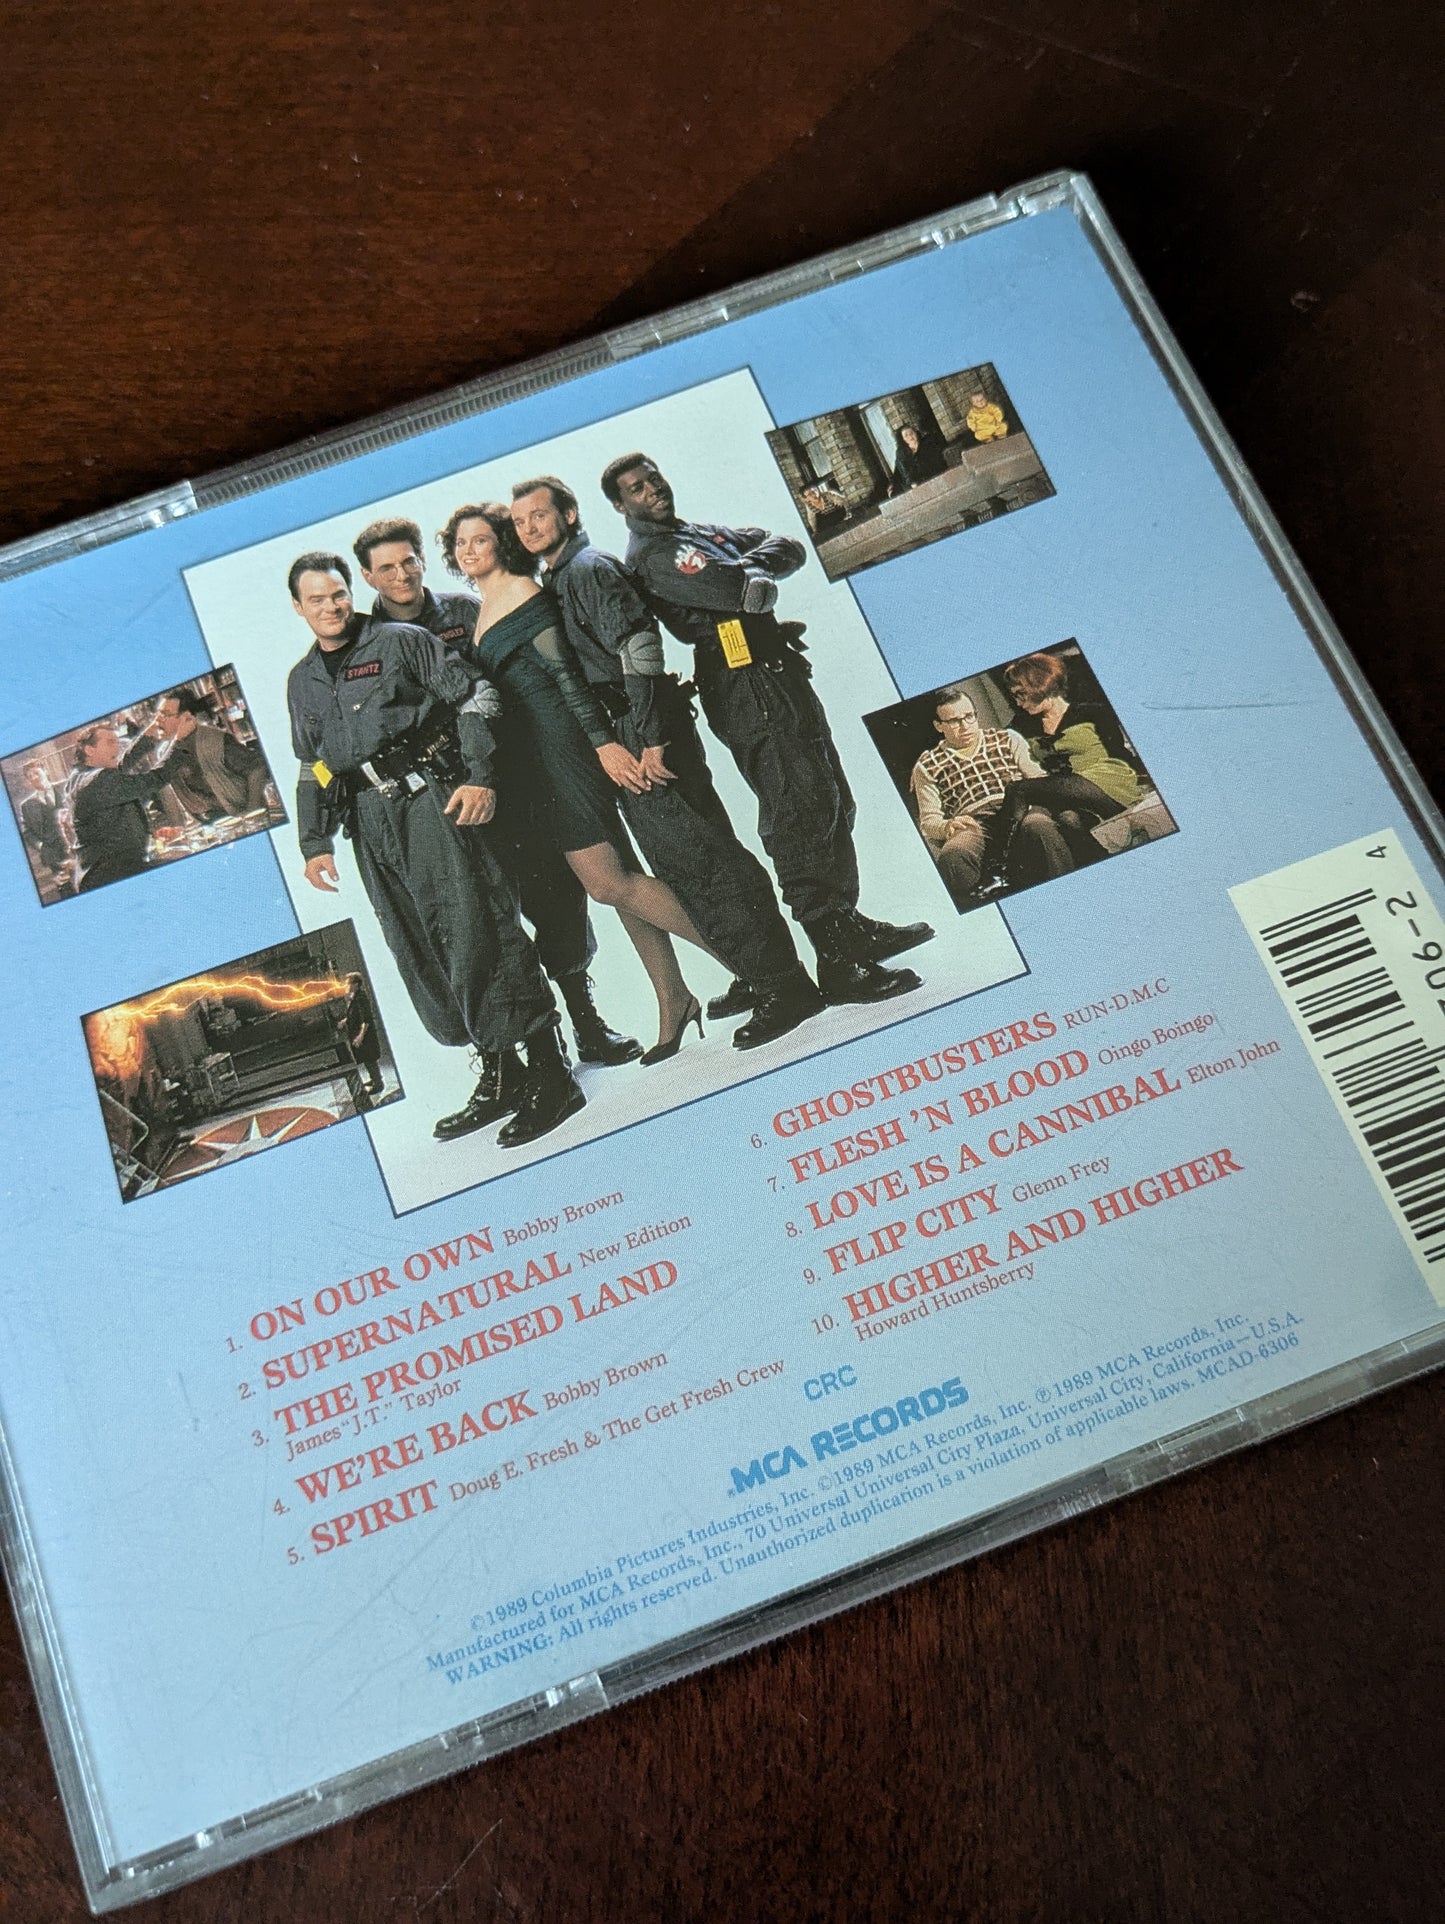 STANTZ
1. ON OUR OWN Bobby Brown
2. SUPERNATURAL New Edition
3. THE PROMISED LAND
James "J.T." Taylor
4. WE'RE BACK Bobby Brown
5. SPIRIT Doug E. Fresh & The Get Fresh Crew
6. GHOSTBUSTERS RUN-D.M.C
7. FLESH 'N BLOOD Oingo Boingo
8. LOVE IS A CANNIBAL Elton John
9. FLIP CITY Glenn Frey
10. HIGHER AND HIGHER
Howard Huntsberry
CRC
MCA RECORDS
©1989 Columbia Pictures Industries, Inc. ©1989 MCA Records, Inc. ℗1989 MCA Records, Inc.
Manufactured for MCA Records, Inc., 70 Universal City Plaza, Universal City, California—U.S.A.
WARNING: All rights reserved. Unauthorized duplication is a violation of applicable laws. MCAD-6306
06-2
4